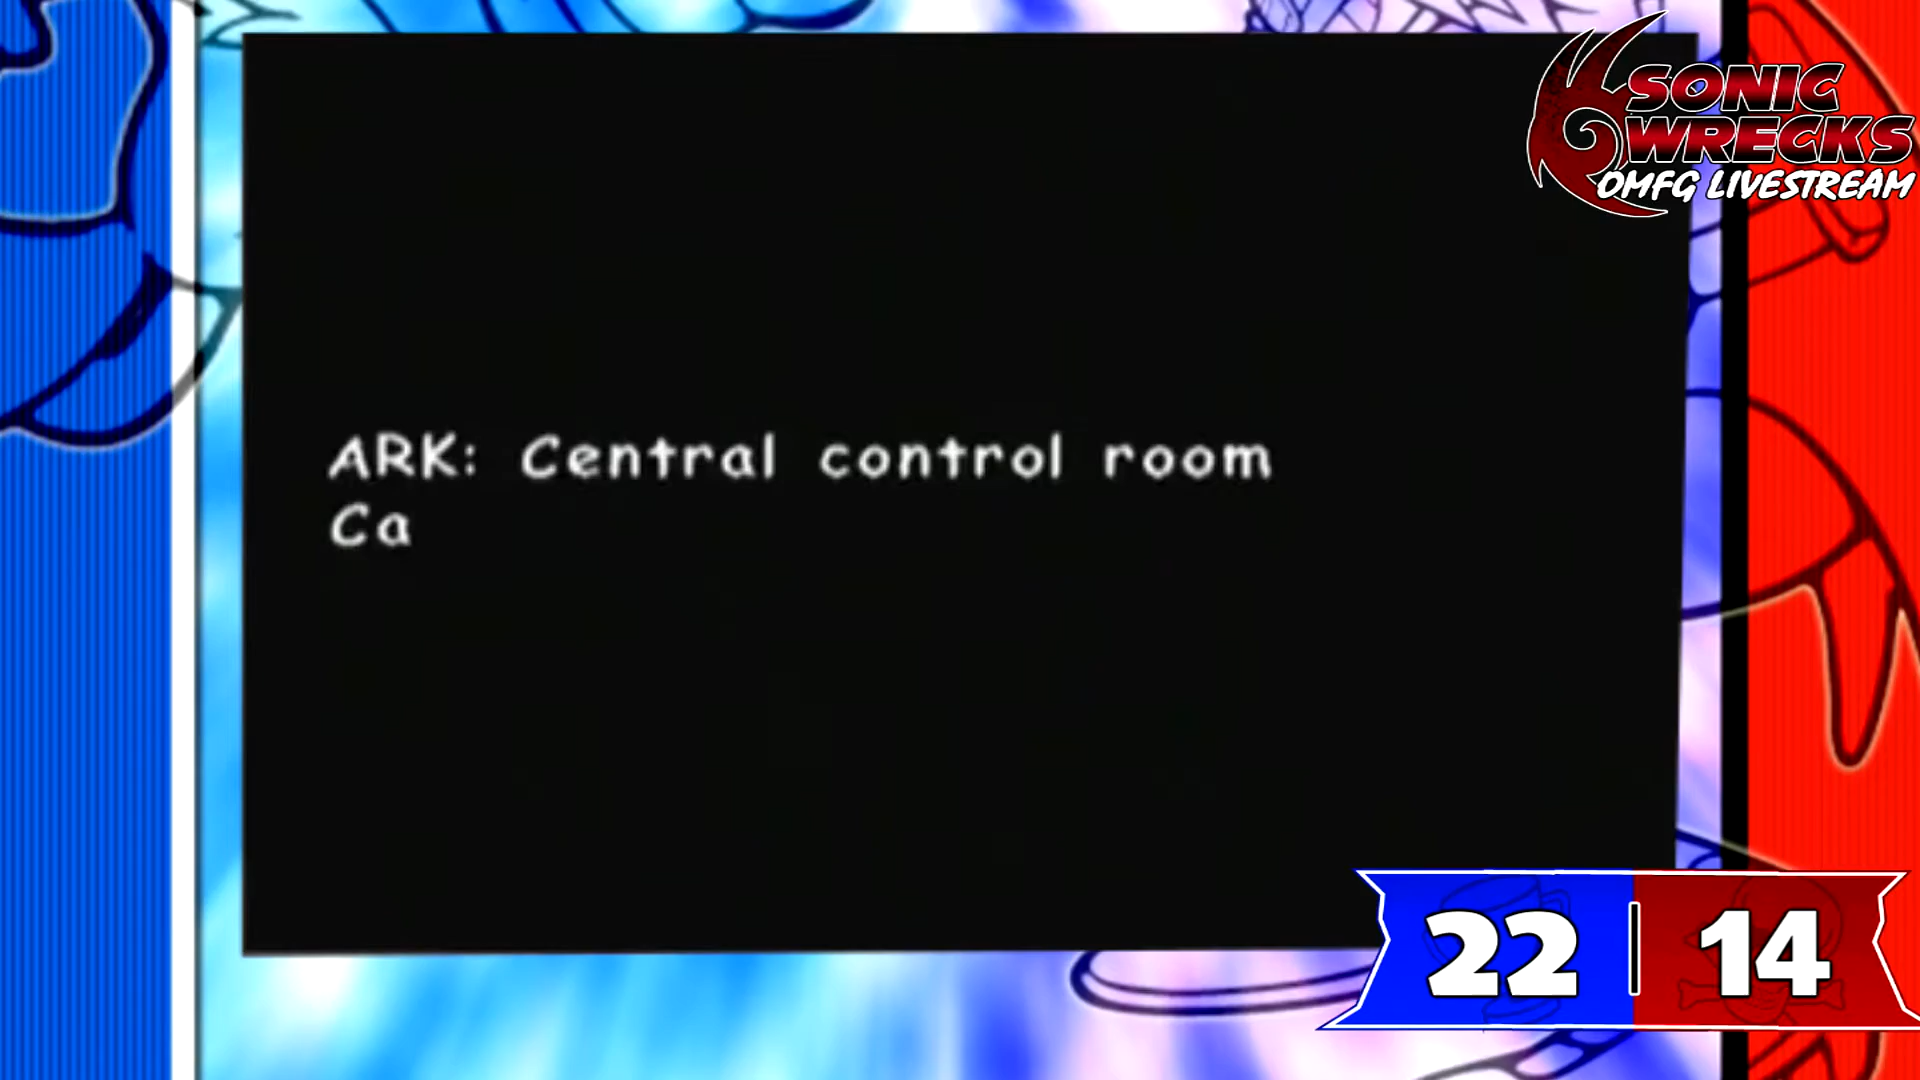 SONIC
WRECKS
OMFG LIVESTREAM
ARK: Central control room
Ca
22 | 14